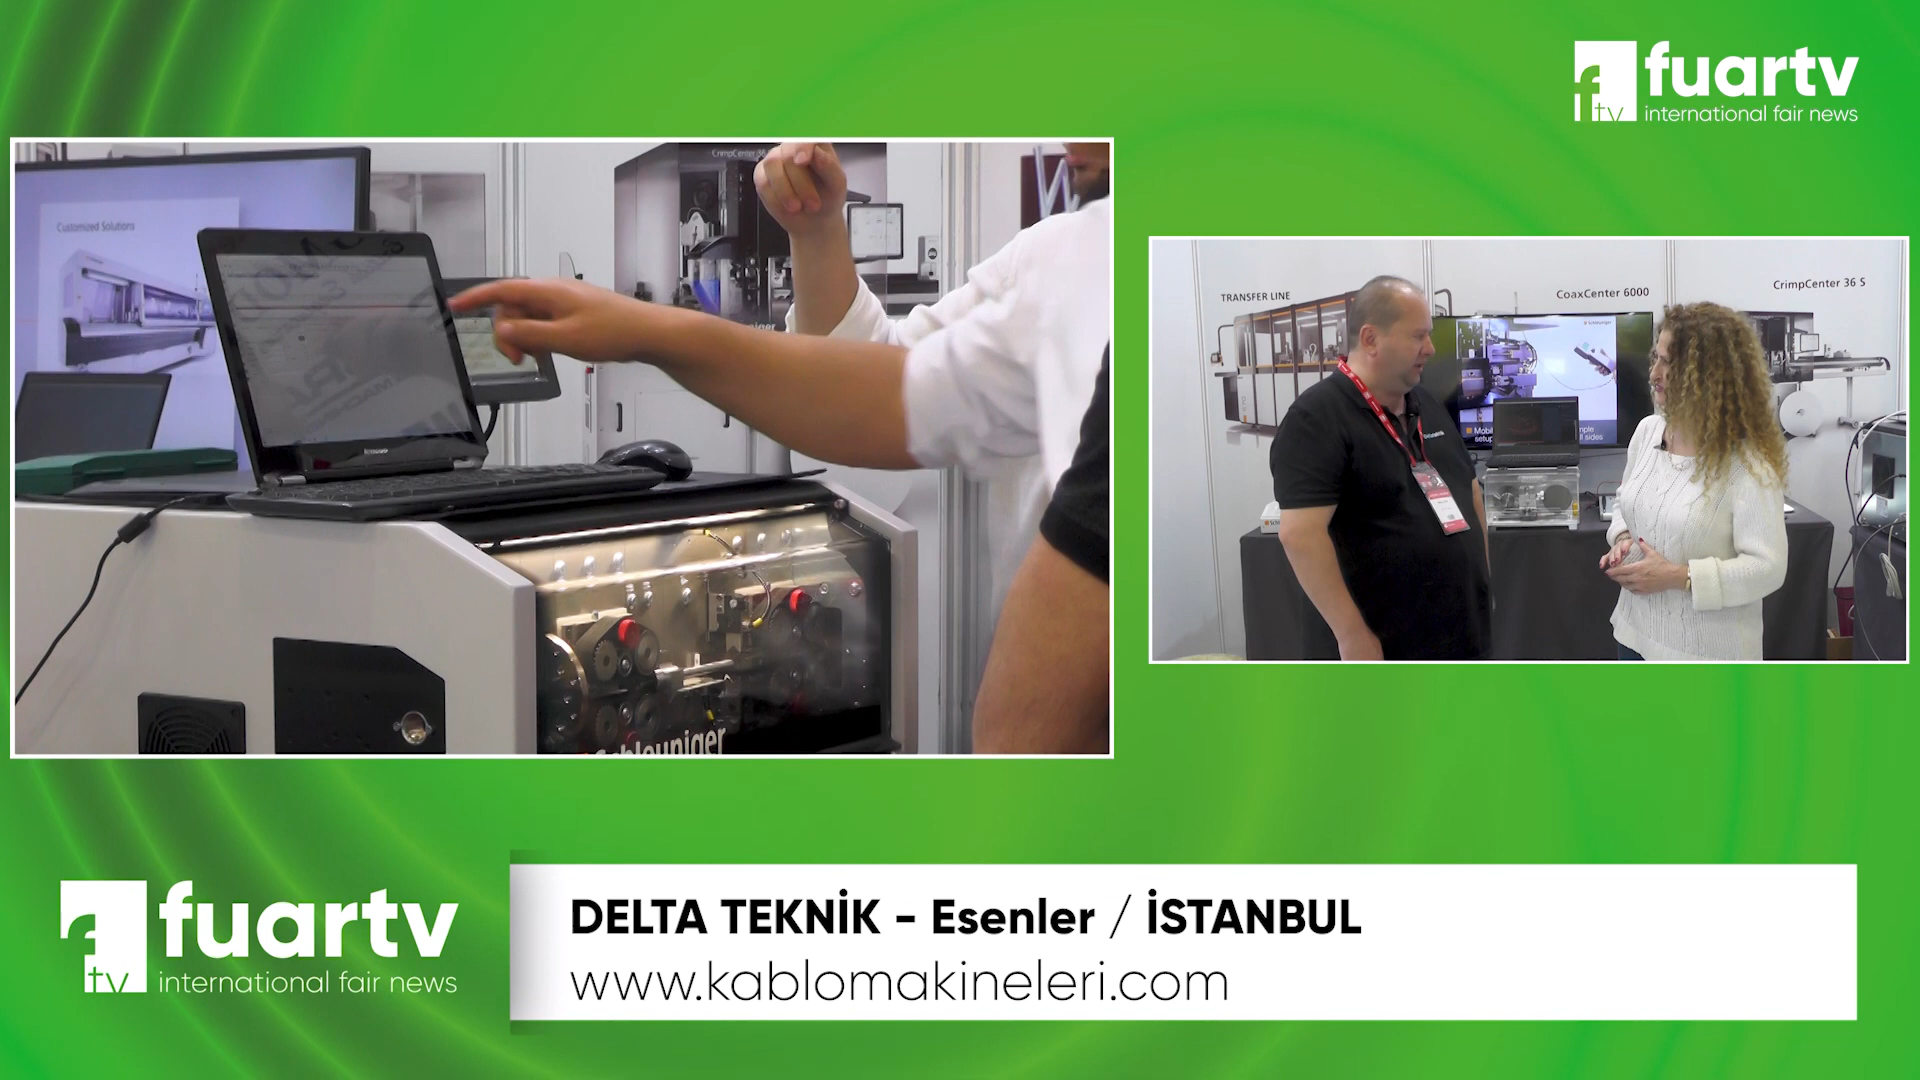 fuartv
international fair news
Customized Solutions
CrimpCenter 36
lenovo
Schleuniger
TRANSFER LINE
CoaxCenter 6000
CrimpCenter 36 S
fuartv
international fair news
DELTA TEKNİK - Esenler / İSTANBUL
www.kablomakineleri.com